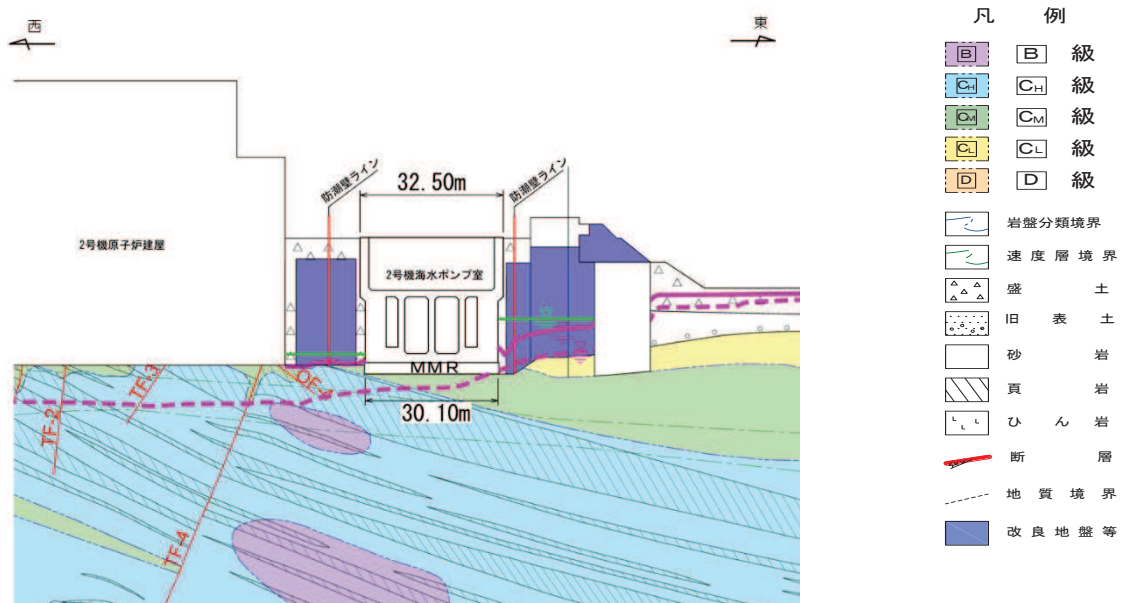 西
東
防潮壁ライン
32.50m
防潮壁ライン
2号機原子炉建屋
2号機海水ポンプ室
MMR
30.10m
TF-2
TF-3
OF-4
TF-4
凡 例
B B 級
CH CH 級
CM CM 級
CL CL 級
D D 級
岩盤分類境界
速度層境界
盛 土
旧 表 土
砂 岩
頁 岩
ひ ん 岩
断 層
地質境界
改良地盤等